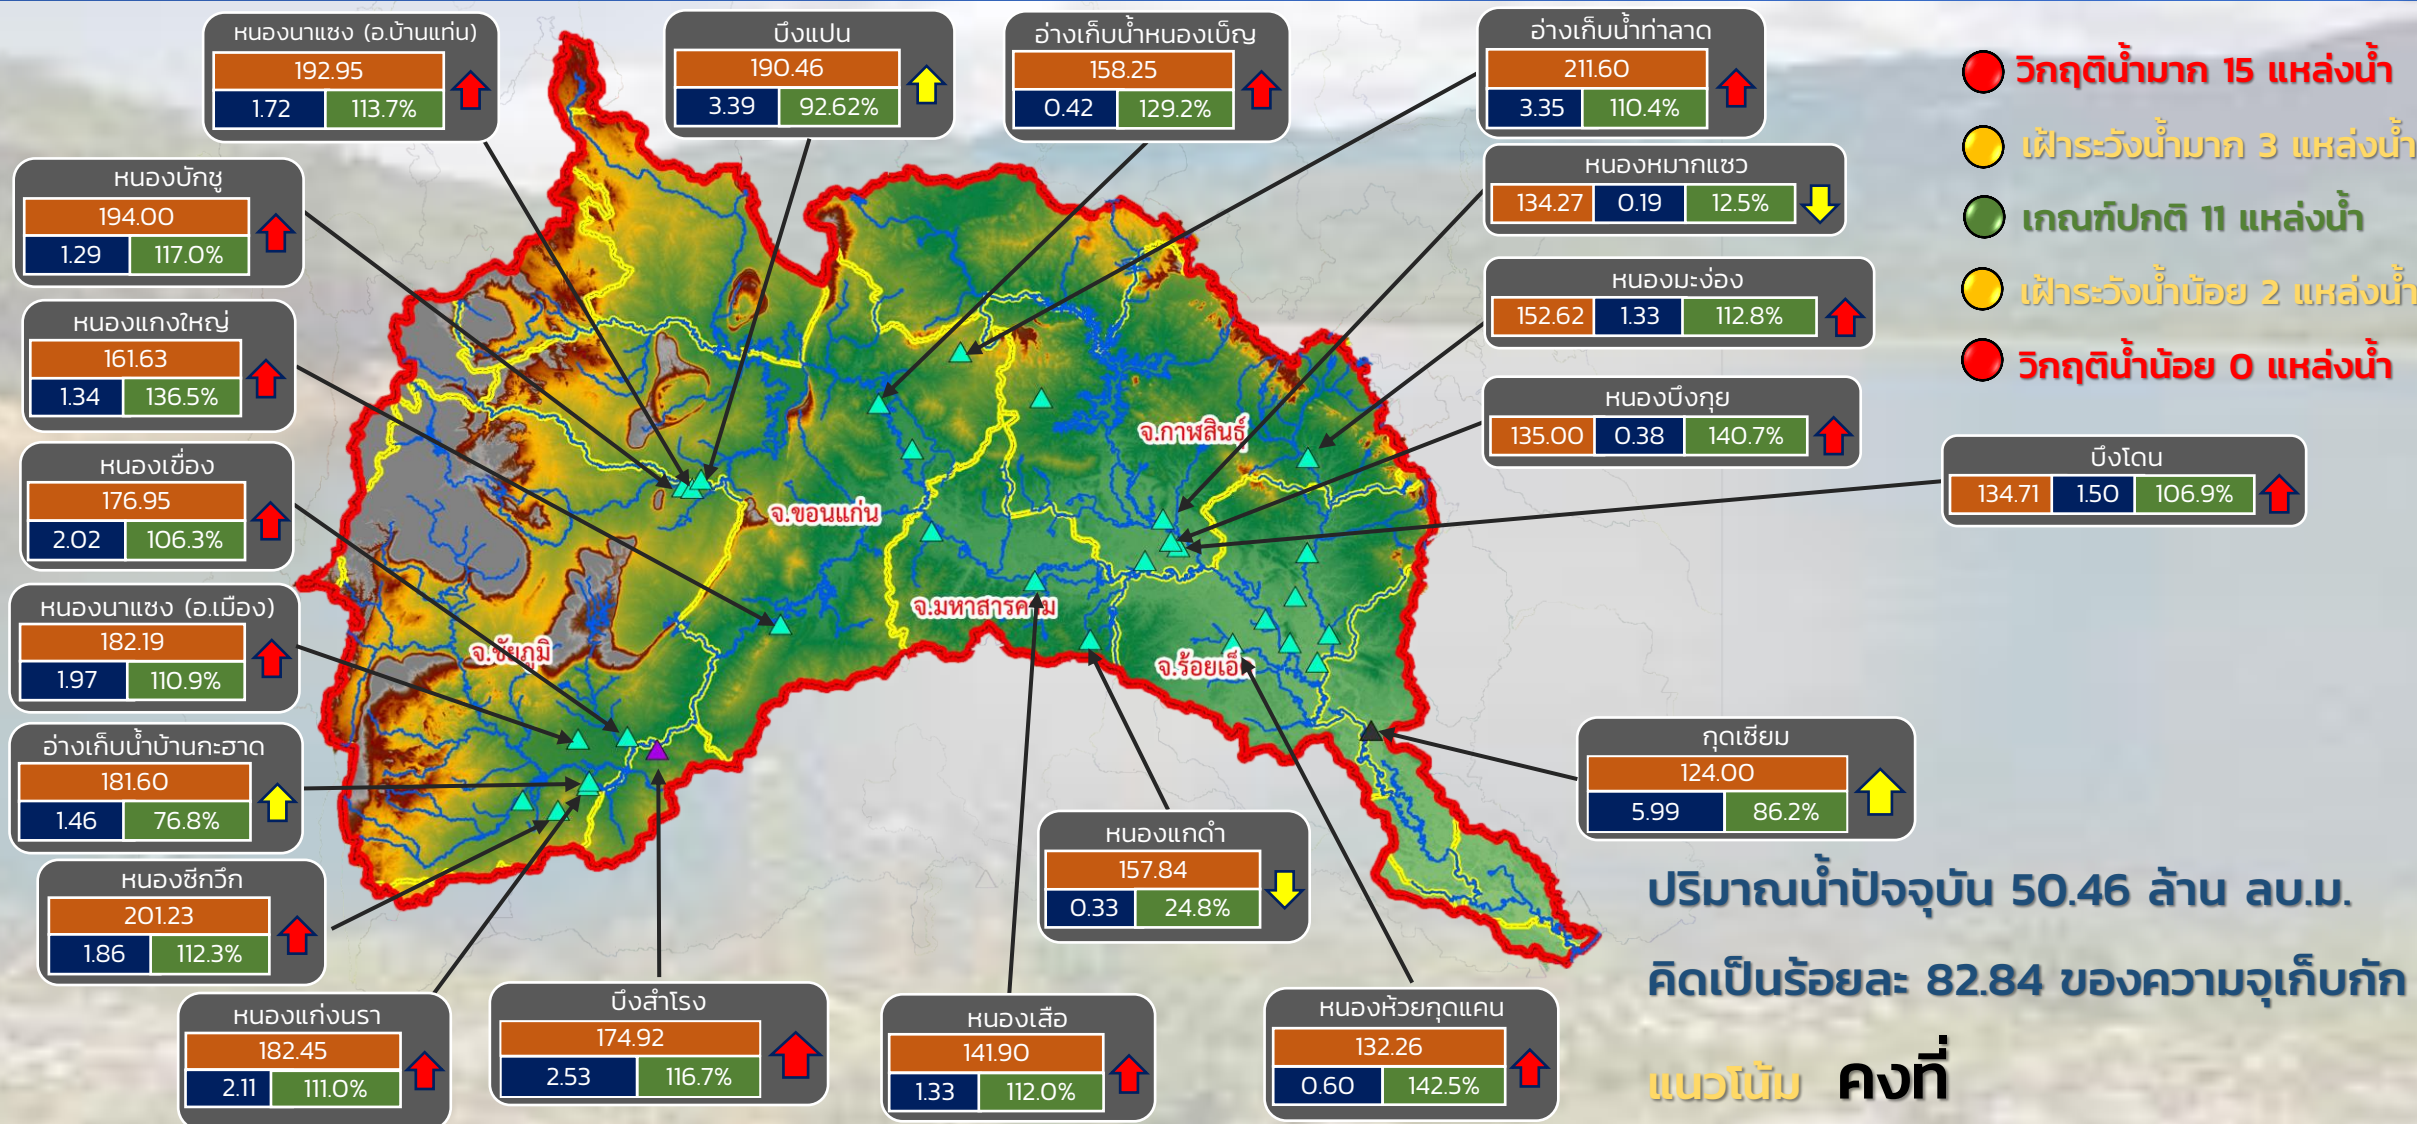 หนองนาแซง (อ.บ้านแท่น)
192.95
1.72 113.7%
บึงแปน
190.46
3.39 92.62%
อ่างเก็บน้ำหนองเบ็ญ
158.25
0.42 129.2%
อ่างเก็บน้ำท่าลาด
211.60
3.35 110.4%
วิกฤติน้ำมาก 15 แหล่งน้ำ
เฝ้าระวังน้ำมาก 3 แหล่งน้ำ
เกณฑ์ปกติ 11 แหล่งน้ำ
เฝ้าระวังน้ำน้อย 2 แหล่งน้ำ
วิกฤติน้ำน้อย 0 แหล่งน้ำ
หนองบักชู
194.00
1.29 117.0%
หนองหมากแซว
134.27 0.19 12.5%
หนองมะง่อง
152.62 1.33 112.8%
หนองแกงใหญ่
161.63
1.34 136.5%
หนองบึงกุย
135.00 0.38 140.7%
บึงโดน
134.71 1.50 106.9%
หนองเขื่อง
176.95
2.02 106.3%
จ.กาฬสินธุ์
จ.ขอนแก่น
จ.มหาสารคาม
จ.ชัยภูมิ
จ.ร้อยเอ็ด
หนองนาแซง (อ.เมือง)
182.19
1.97 110.9%
อ่างเก็บน้ำบ้านกะฮาด
181.60
1.46 76.8%
กุดเชียม
124.00
5.99 86.2%
หนองแกดำ
157.84
0.33 24.8%
หนองซีกวึก
201.23
1.86 112.3%
หนองแก่งนรา
182.45
2.11 111.0%
บึงสำโรง
174.92
2.53 116.7%
หนองเสือ
141.90
1.33 112.0%
หนองห้วยกุดแคน
132.26
0.60 142.5%
ปริมาณน้ำปัจจุบัน 50.46 ล้าน ลบ.ม.
คิดเป็นร้อยละ 82.84 ของความจุเก็บกัก
แนวโน้ม คงที่